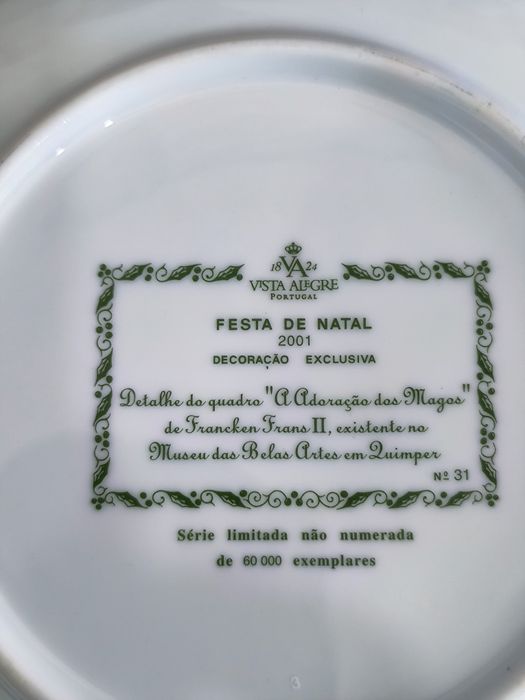 18 VA 24
VISTA ALEGRE
PORTUGAL
FESTA DE NATAL
2001
DECORAÇÃO EXCLUSIVA
Detalhe do quadro "A Adoração dos Magos"
de Francken Frans II, existente no
Museu das Belas Artes em Quimper
Nº 31
Série limitada não numerada
de 60 000 exemplares
3